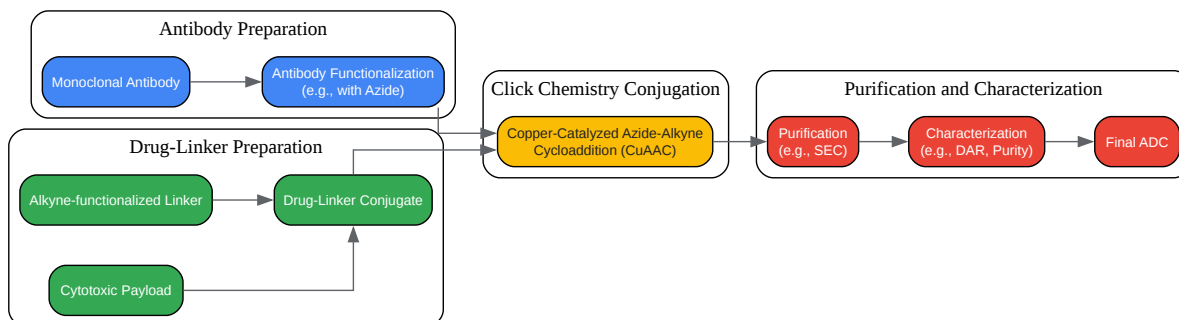 Antibody Preparation
Monoclonal Antibody
Antibody Functionalization
(e.g., with Azide)
Drug-Linker Preparation
Alkyne-functionalized Linker
Drug-Linker Conjugate
Cytotoxic Payload
Click Chemistry Conjugation
Copper-Catalyzed Azide-Alkyne
Cycloaddition (CuAAC)
Purification and Characterization
Purification
(e.g., SEC)
Characterization
(e.g., DAR, Purity)
Final ADC